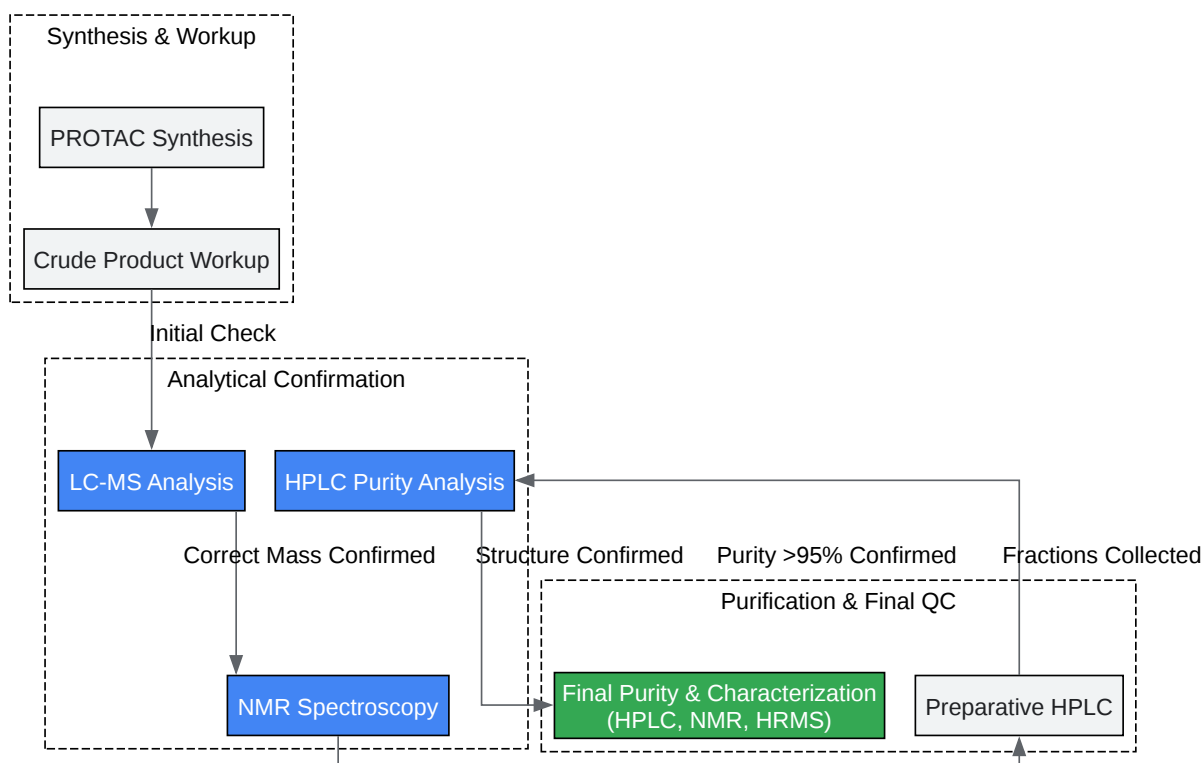 Synthesis & Workup
PROTAC Synthesis
Crude Product Workup
Initial Check
Analytical Confirmation
LC-MS Analysis
HPLC Purity Analysis
Correct Mass Confirmed
Structure Confirmed
Purity >95% Confirmed
Fractions Collected
Purification & Final QC
NMR Spectroscopy
Final Purity & Characterization
(HPLC, NMR, HRMS)
Preparative HPLC